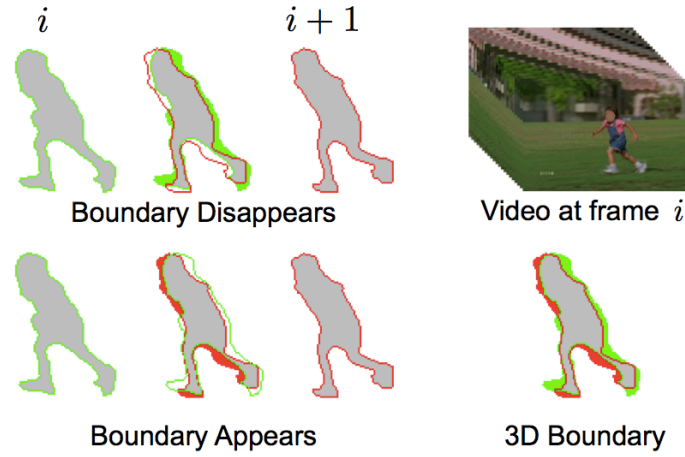 i
i + 1
Boundary Disappears
Video at frame i
Boundary Appears
3D Boundary